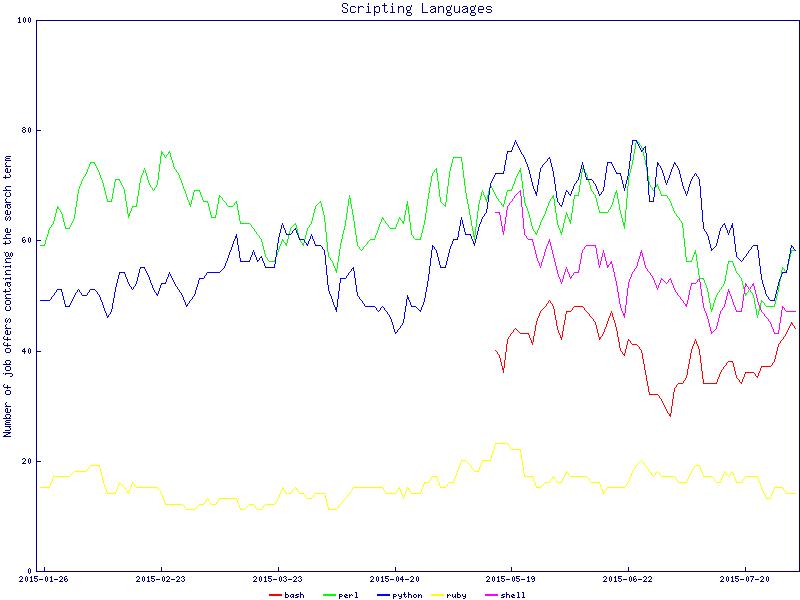 Scripting Languages
100
80
60
40
20
0
Number of job offers containing the search term
2015-01-26 2015-02-23 2015-03-23 2015-04-20 2015-05-19 2015-06-22 2015-07-20
bash perl python ruby shell